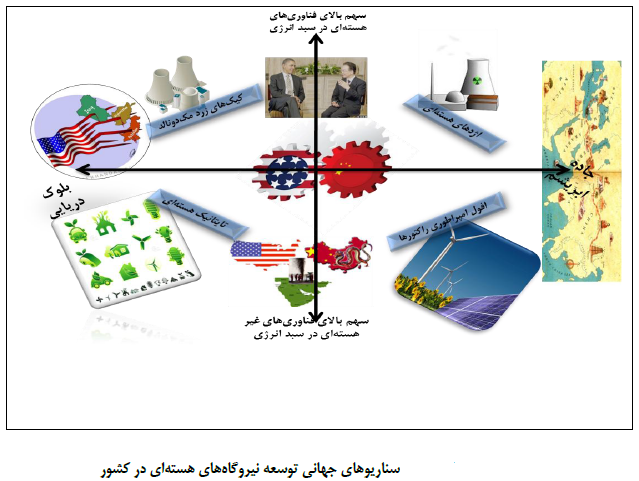 سهم بالای فناوری‌های
هسته‌ای در سبد انرژی
کیک‌های زرد مک‌دونالد
اژدهای هسته‌ای
جاده
ابریشم
بلوک
دریایی
تایتانیک هسته‌ای
افول امپراطوری راکتورها
سهم بالای فناوری‌های غیر
هسته‌ای در سبد انرژی
سناریوهای جهانی توسعه نیروگاه‌های هسته‌ای در کشور